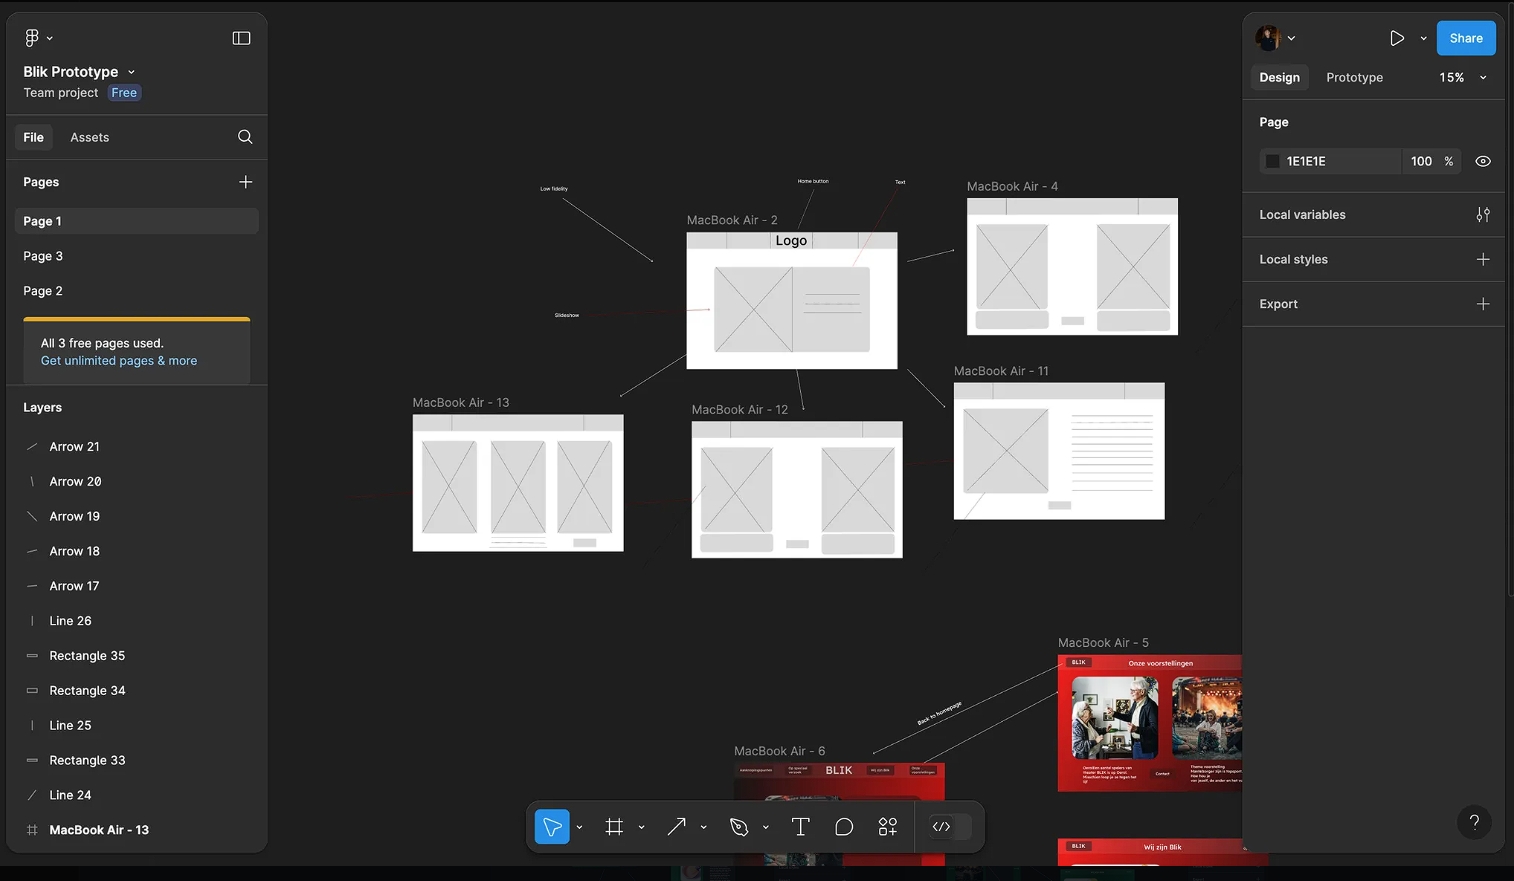 Blik Prototype
Team project Free
File Assets
Pages
Page 1
Page 3
Page 2
All 3 free pages used.
Get unlimited pages & more
Layers
Arrow 21
Arrow 20
Arrow 19
Arrow 18
Arrow 17
Line 26
Rectangle 35
Rectangle 34
Line 25
Rectangle 33
Line 24
MacBook Air - 13
Low fidelity
Home button
Text
MacBook Air - 2
Logo
Slideshow
MacBook Air - 4
MacBook Air - 11
MacBook Air - 13
MacBook Air - 12
MacBook Air - 5
BLIK Onze voorstellingen
Contact
Back to homepage
MacBook Air - 6
BLIK Wij zijn Blik
BLIK Wij zijn Blik
Share
Design Prototype 15%
Page
1E1E1E 100 %
Local variables
Local styles
Export
?